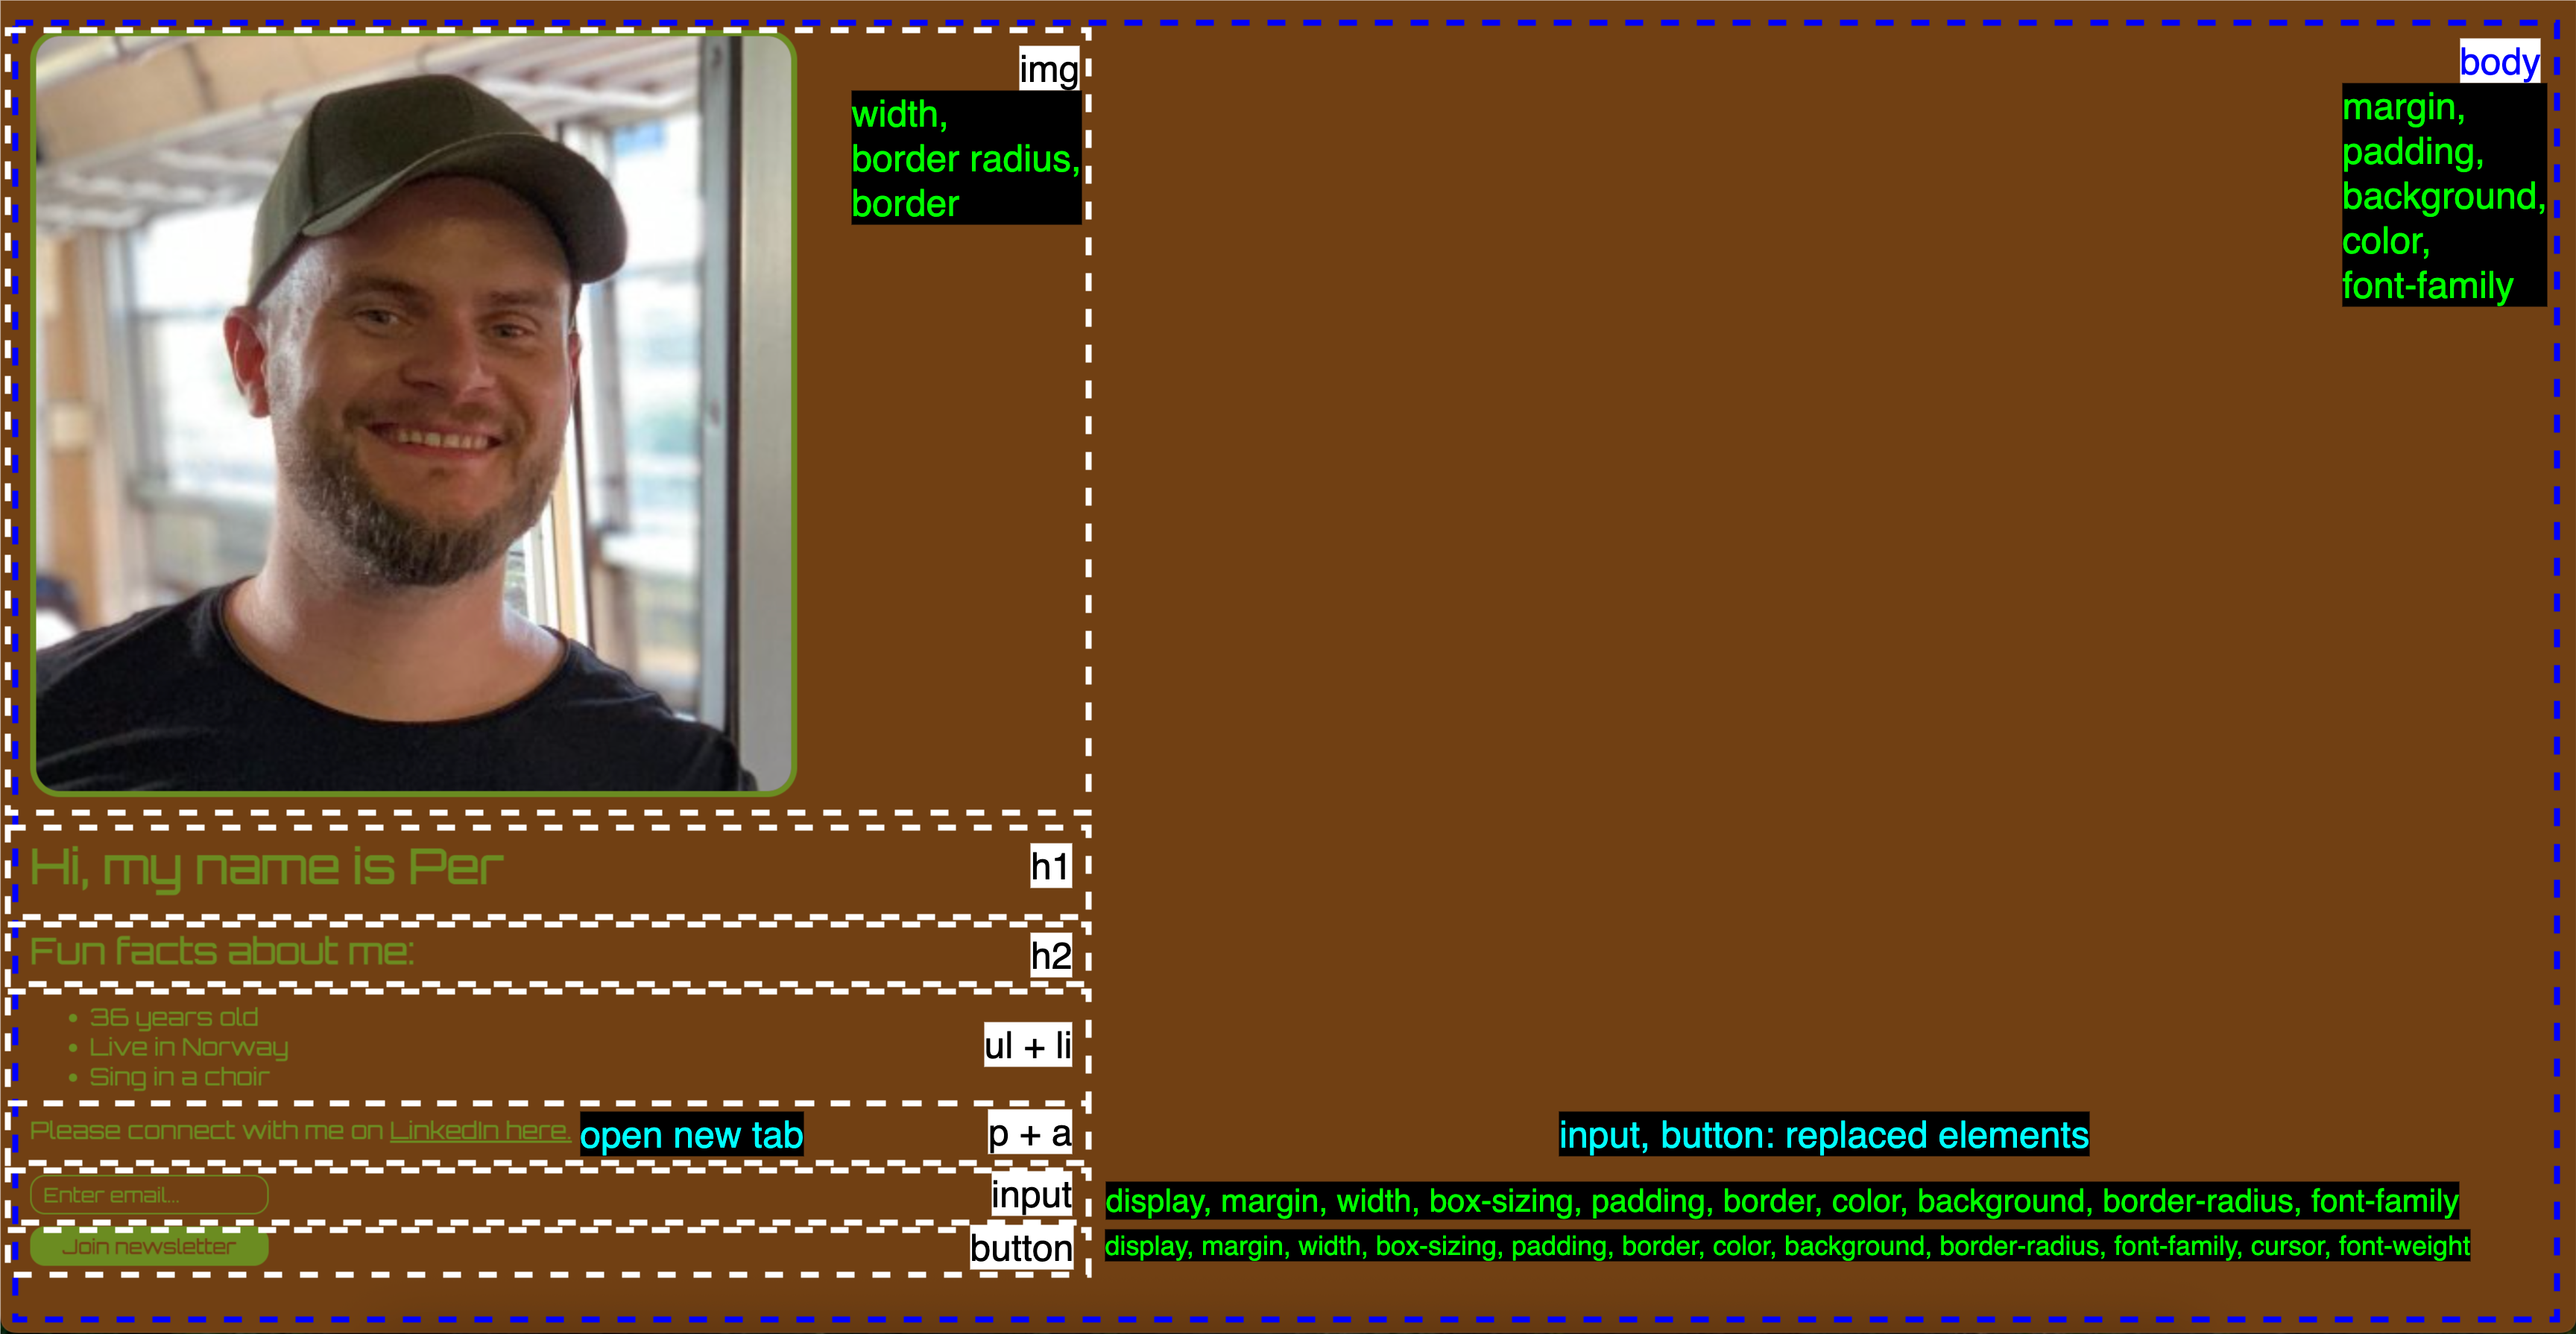 img
width,
border radius,
border
body
margin,
padding,
background,
color,
font-family
Hi, my name is Per
h1
Fun facts about me:
h2
• 36 years old
• Live in Norway
• Sing in a choir
ul + li
Please connect with me on LinkedIn here.
open new tab
p + a
input, button: replaced elements
Enter email...
input
display, margin, width, box-sizing, padding, border, color, background, border-radius, font-family
Join newsletter
button
display, margin, width, box-sizing, padding, border, color, background, border-radius, font-family, cursor, font-weight